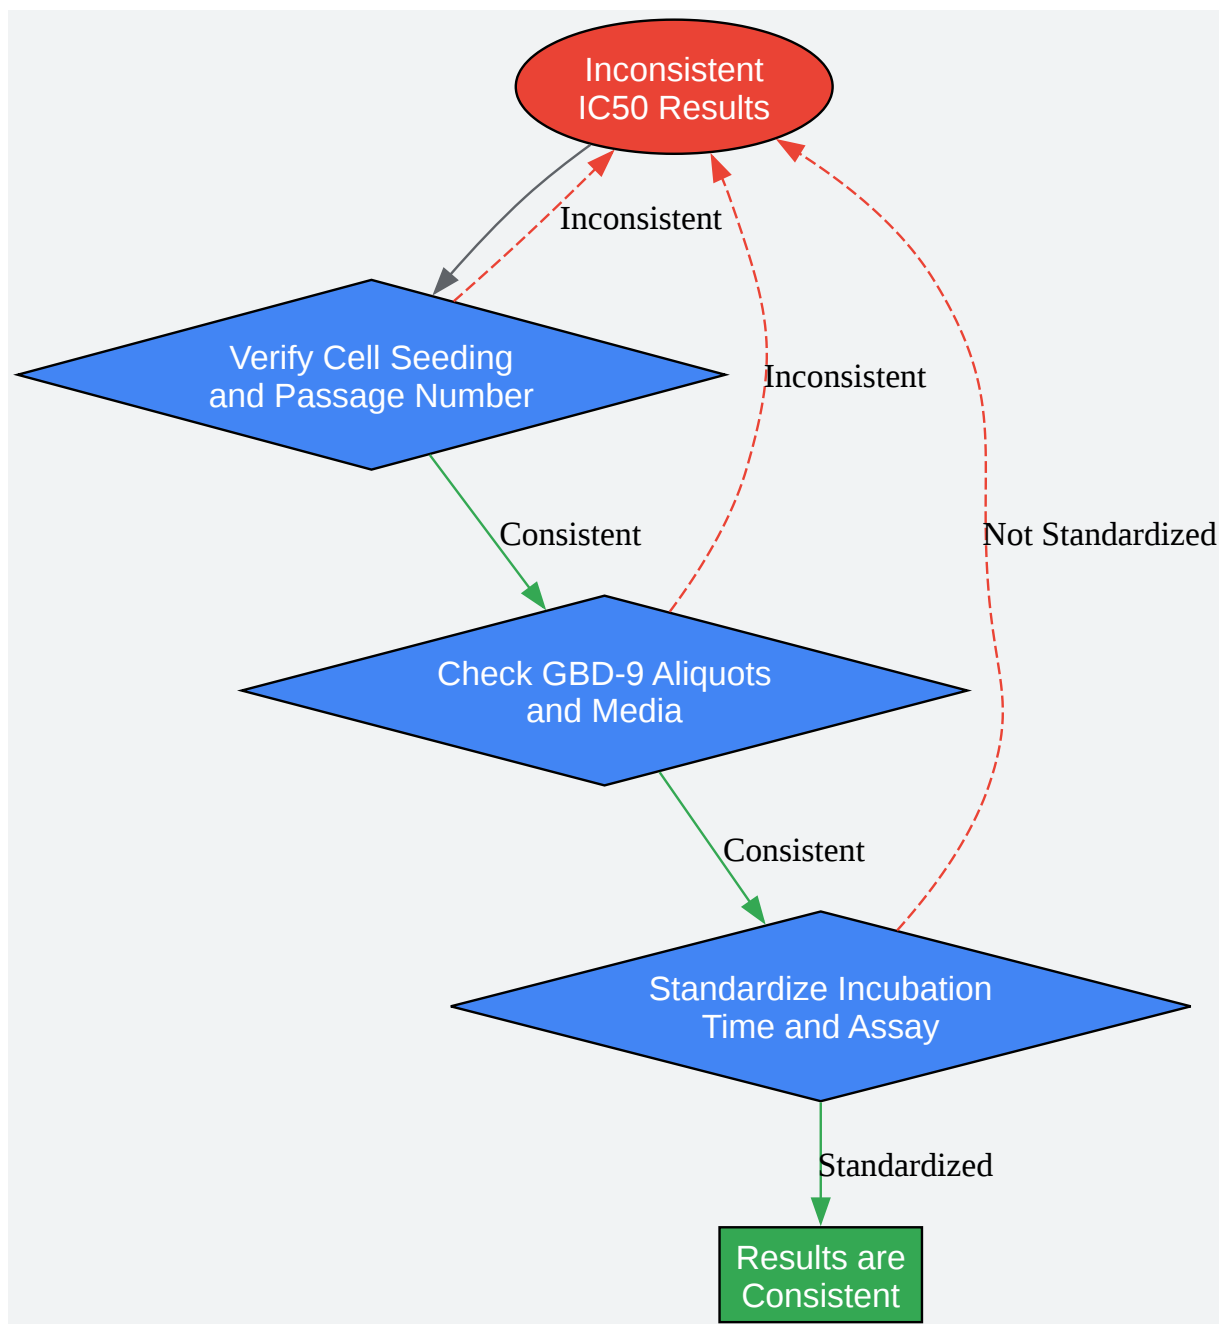 Inconsistent
IC50 Results
Inconsistent
Verify Cell Seeding
and Passage Number
Inconsistent
Consistent
Not Standardized
Check GBD-9 Aliquots
and Media
Consistent
Standardize Incubation
Time and Assay
Standardized
Results are
Consistent